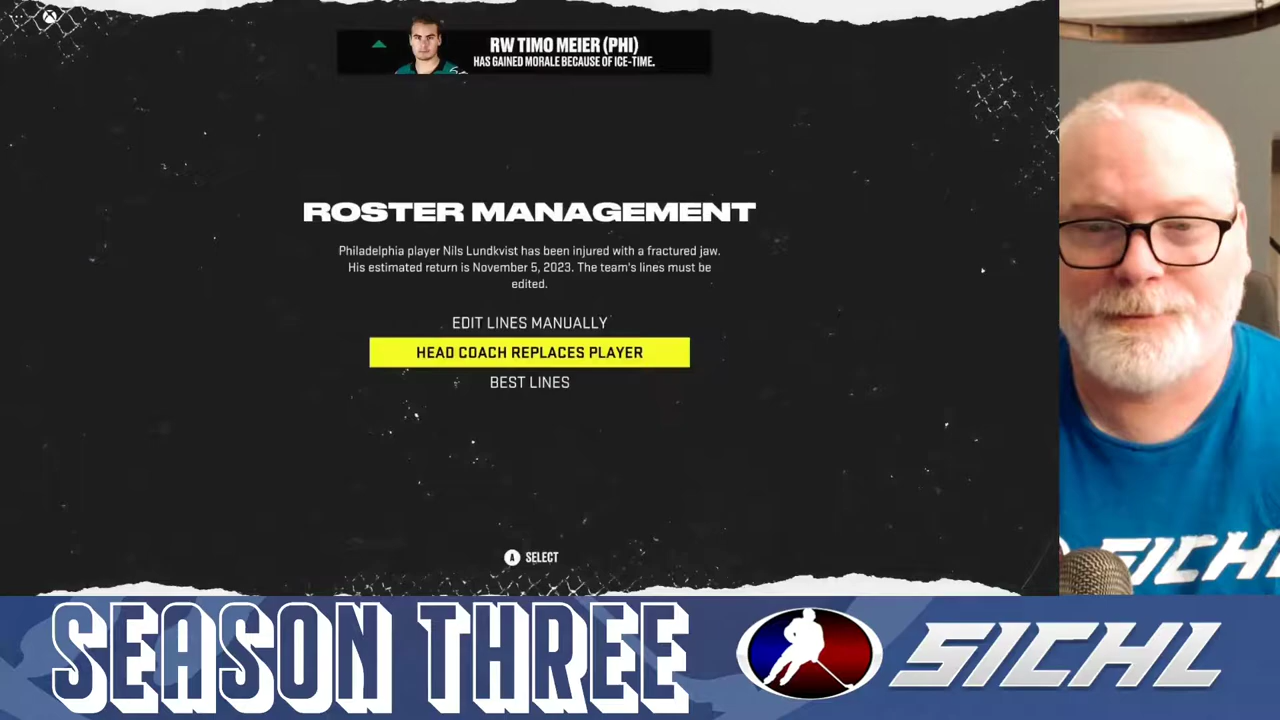 RW TIMO MEIER (PHI)
HAS GAINED MORALE BECAUSE OF ICE-TIME.
ROSTER MANAGEMENT
Philadelphia player Nils Lundkvist has been injured with a fractured jaw.
His estimated return is November 5, 2023. The team's lines must be
edited.
EDIT LINES MANUALLY
HEAD COACH REPLACES PLAYER
BEST LINES
A SELECT
SICHL
SEASON THREE
SICHL